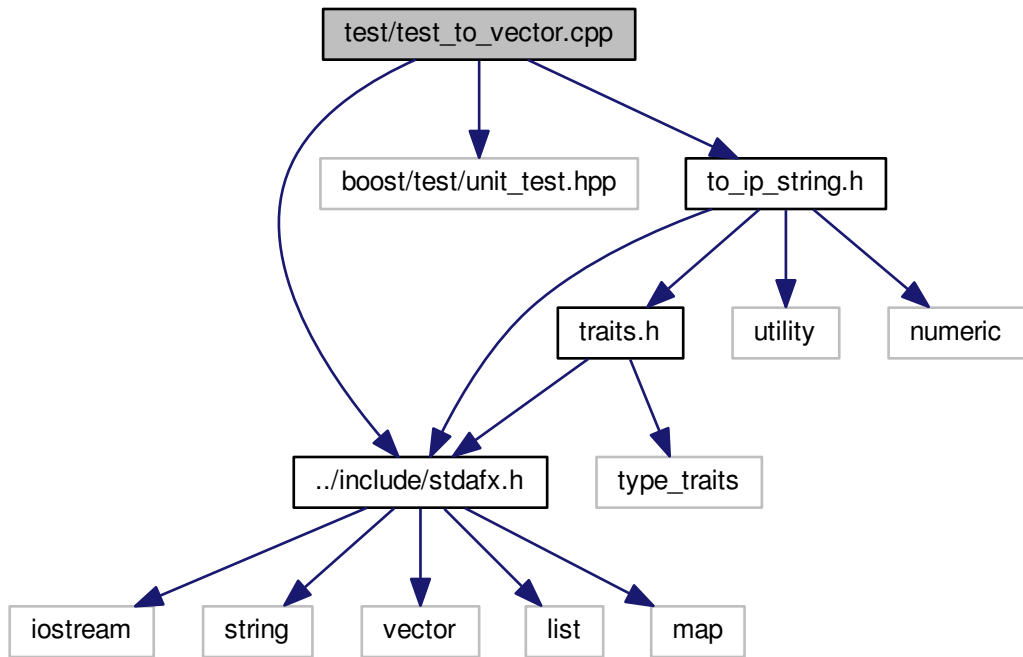 test/test_to_vector.cpp
boost/test/unit_test.hpp
to_ip_string.h
traits.h
utility
numeric
../include/stdafx.h
type_traits
iostream
string
vector
list
map